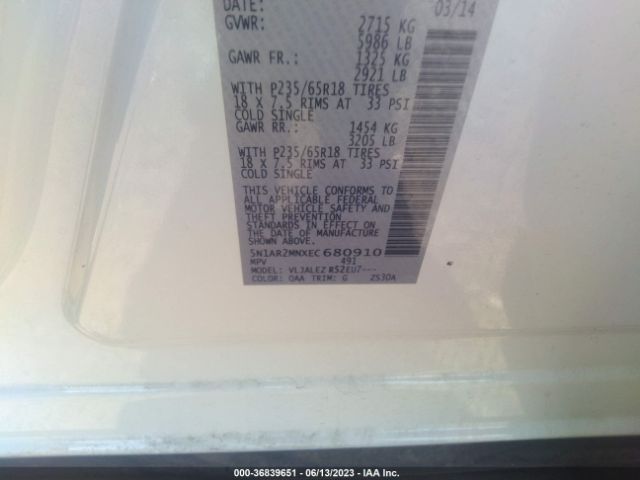 DATE: 03/14
GVWR: 2715 KG
5986 LB
GAWR FR.: 1325 KG
2921 LB
WITH P235/65R18 TIRES
18 X 7.5 RIMS AT 33 PSI
COLD SINGLE
GAWR RR.: 1454 KG
3205 LB
WITH P235/65R18 TIRES
18 X 7.5 RIMS AT 33 PSI
COLD SINGLE
THIS VEHICLE CONFORMS TO
ALL APPLICABLE FEDERAL
MOTOR VEHICLE SAFETY AND
THEFT PREVENTION
STANDARDS IN EFFECT ON
THE DATE OF MANUFACTURE
SHOWN ABOVE.
5N1AR2MNXEC680910
MPV 491
MODEL: VLJALEZ R52EU7---
COLOR: QAA TRIM: G ZS3DA
000-36839651 - 06/13/2023 - IAA Inc.